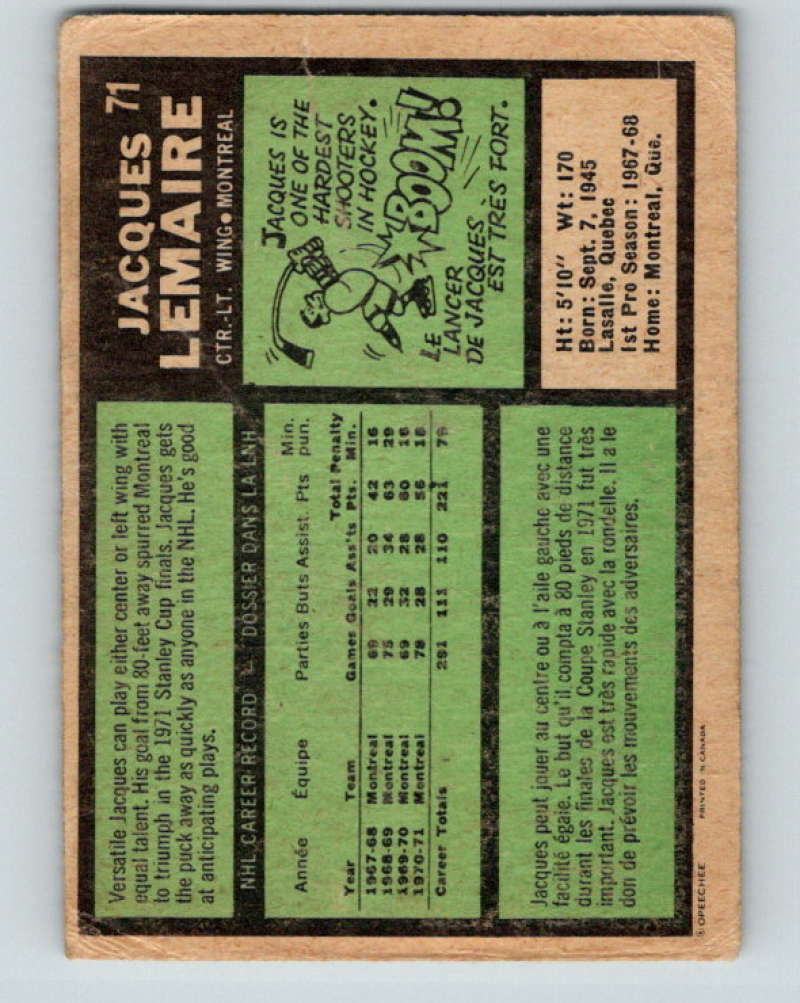 JACQUES 71
LEMAIRE
CTR.-LT. WING • MONTREAL
JACQUES IS
ONE OF THE
HARDEST
SHOOTERS
IN HOCKEY.
BOOM!
LE
LANCER
DE JACQUES
EST TRÈS FORT.
Ht: 5'10" Wt: 170
Born: Sept. 7, 1945
Lasalle, Quebec
1st Pro Season: 1967-68
Home: Montreal, Que.
Versatile Jacques can play either center or left wing with
equal talent. His goal from 80-feet away spurred Montreal
to triumph in the 1971 Stanley Cup finals. Jacques gets
the puck away as quickly as anyone in the NHL. He's good
at anticipating plays.
NHL CAREER RECORD — DOSSIER DANS LA LNH
Min.
Année Équipe Parties Buts Assist. Pts pun.
Total Penalty
Year Team Games Goals Ass'ts Pts. Min.
1967-68 Montreal 69 22 20 42 16
1968-69 Montreal 75 29 34 63 29
1969-70 Montreal 69 32 28 60 16
1970-71 Montreal 78 28 28 56 18
Career Totals 291 111 110 221 79
Jacques peut jouer au centre ou à l'aile gauche avec une
facilité égale. Le but qu'il compta à 80 pieds de distance
durant les finales de la Coupe Stanley en 1971 fut très
important. Jacques est très rapide avec la rondelle. Il a le
don de prévoir les mouvements des adversaires.
© OPEECHEE PRINTED IN CANADA